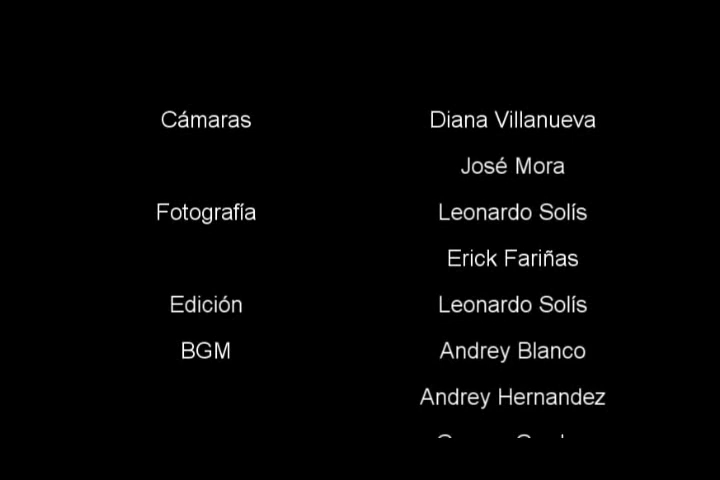 Cámaras Diana Villanueva
José Mora
Fotografía Leonardo Solís
Erick Fariñas
Edición Leonardo Solís
BGM Andrey Blanco
Andrey Hernandez